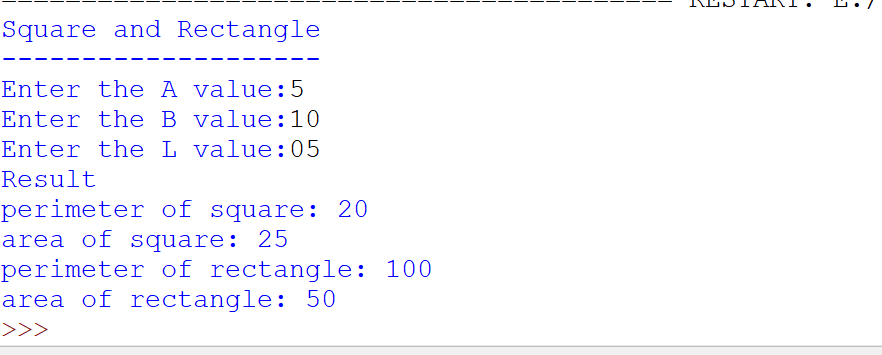 Square and Rectangle
--------------------
Enter the A value:5
Enter the B value:10
Enter the L value:05
Result
perimeter of square: 20
area of square: 25
perimeter of rectangle: 100
area of rectangle: 50
>>>